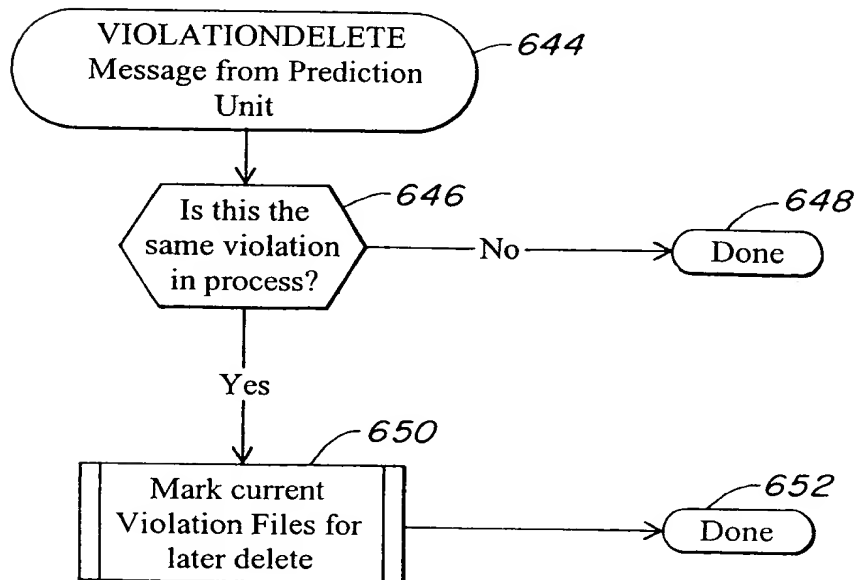 VIOLATIONDELETE
Message from Prediction
Unit
644
Is this the
same violation
in process?
646
No
648
Done
Yes
650
Mark current
Violation Files for
later delete
652
Done